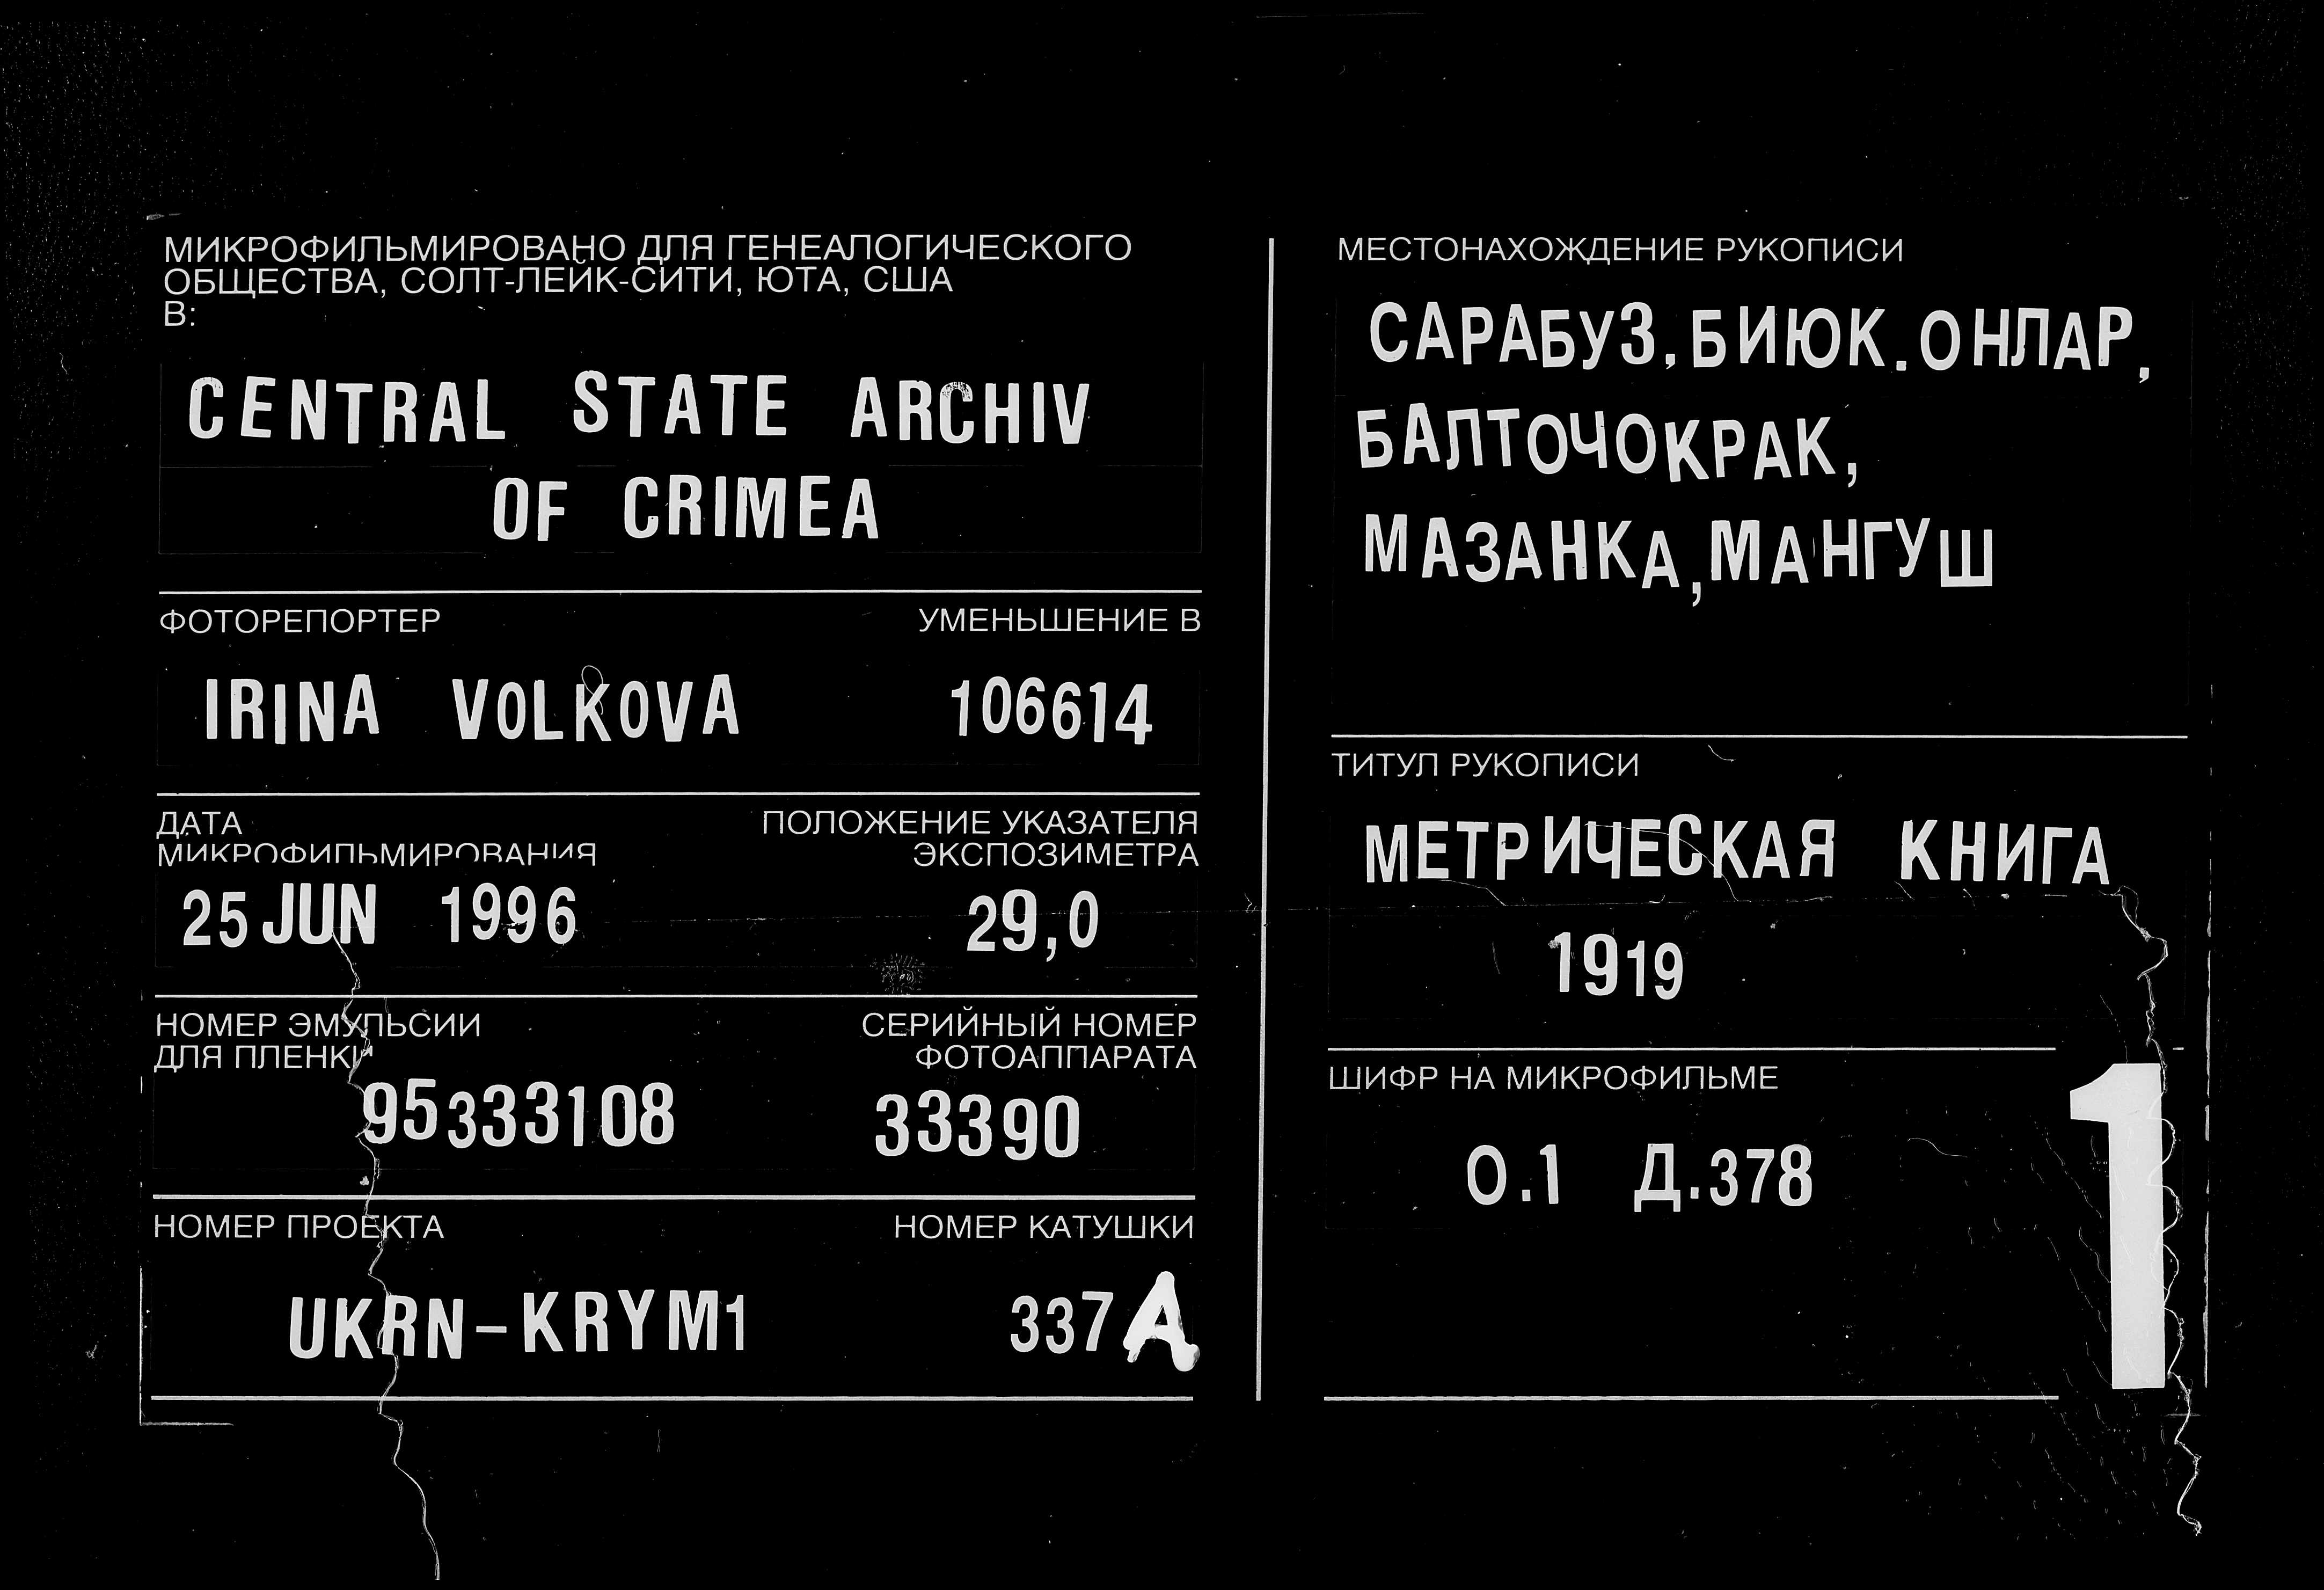 МИКРОФИЛЬМИРОВАНО ДЛЯ ГЕНЕАЛОГИЧЕСКОГО
ОБЩЕСТВА, СОЛТ-ЛЕЙК-СИТИ, ЮТА, США
В:
CENTRAL STATE ARCHIV
OF CRIMEA
ФОТОРЕПОРТЕР УМЕНЬШЕНИЕ В
IRINA VOLKOVA 106614
ДАТА ПОЛОЖЕНИЕ УКАЗАТЕЛЯ
МИКРОФИЛЬМИРОВАНИЯ ЭКСПОЗИМЕТРА
25 JUN 1996 29,0
НОМЕР ЭМУЛЬСИИ СЕРИЙНЫЙ НОМЕР
ДЛЯ ПЛЕНКИ ФОТОАППАРАТА
95333108 33390
НОМЕР ПРОЕКТА НОМЕР КАТУШКИ
UKRN-KRYM1 337A
МЕСТОНАХОЖДЕНИЕ РУКОПИСИ
САРАБУЗ, БИЮК.ОНЛАР,
БАЛТОЧОКРАК,
МАЗАНКА, МАНГУШ
ТИТУЛ РУКОПИСИ
МЕТРИЧЕСКАЯ КНИГА
1919
ШИФР НА МИКРОФИЛЬМЕ
О.1 Д.378
1